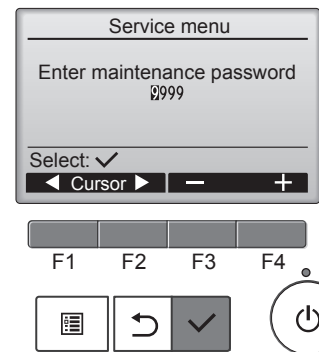 Service menu
Enter maintenance password
9999
Select: ✓
◀ Cursor ▶ − +
F1 F2 F3 F4